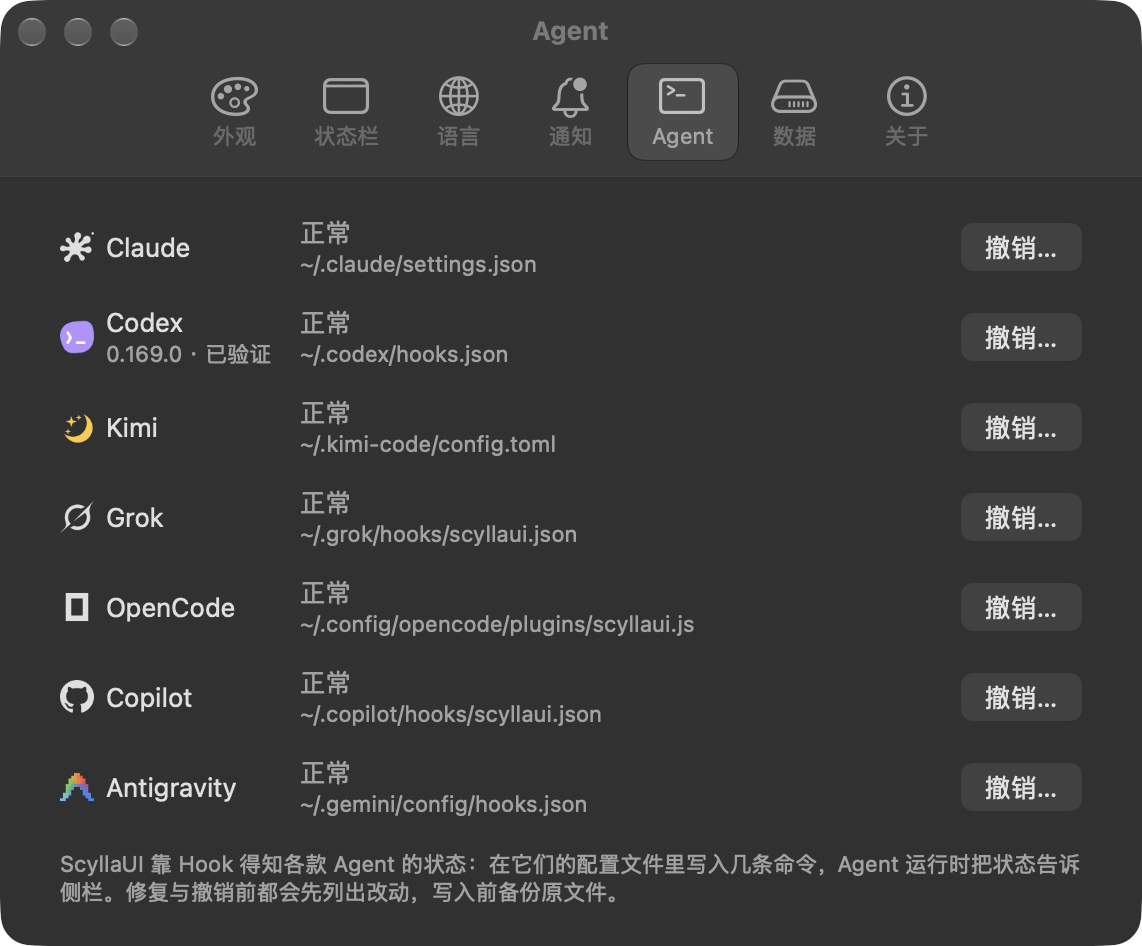 Agent
外观
状态栏
语言
通知
Agent
数据
关于
Claude
正常
~/.claude/settings.json
撤销...
Codex
0.169.0 · 已验证
正常
~/.codex/hooks.json
撤销...
Kimi
正常
~/.kimi-code/config.toml
撤销...
Grok
正常
~/.grok/hooks/scyllaui.json
撤销...
OpenCode
正常
~/.config/opencode/plugins/scyllaui.js
撤销...
Copilot
正常
~/.copilot/hooks/scyllaui.json
撤销...
Antigravity
正常
~/.gemini/config/hooks.json
撤销...
ScyllaUI 靠 Hook 得知各款 Agent 的状态：在它们的配置文件里写入几条命令，Agent 运行时把状态告诉
侧栏。修复与撤销前都会先列出改动，写入前备份原文件。